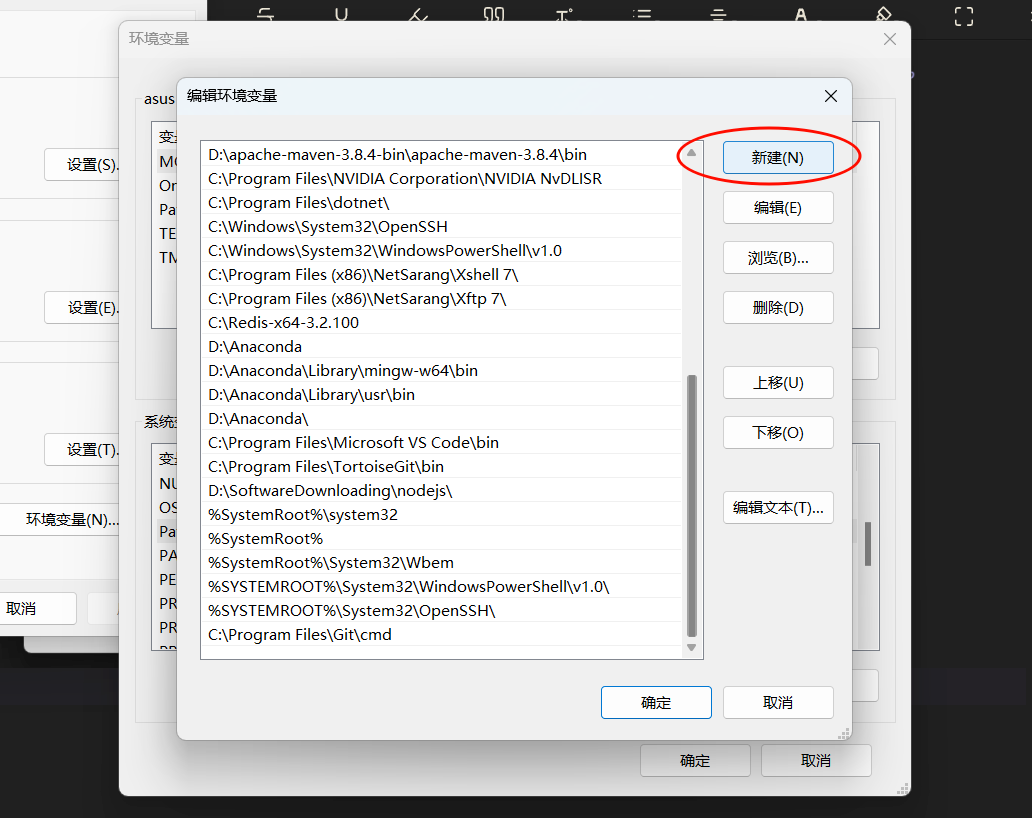 环境变量
asus
编辑环境变量
D:\apache-maven-3.8.4-bin\apache-maven-3.8.4\bin
C:\Program Files\NVIDIA Corporation\NVIDIA NvDLISR
C:\Program Files\dotnet\
C:\Windows\System32\OpenSSH
C:\Windows\System32\WindowsPowerShell\v1.0
C:\Program Files (x86)\NetSarang\Xshell 7\
C:\Program Files (x86)\NetSarang\Xftp 7\
C:\Redis-x64-3.2.100
D:\Anaconda
D:\Anaconda\Library\mingw-w64\bin
D:\Anaconda\Library\usr\bin
D:\Anaconda\
C:\Program Files\Microsoft VS Code\bin
C:\Program Files\TortoiseGit\bin
D:\SoftwareDownloading\nodejs\
%SystemRoot%\system32
%SystemRoot%
%SystemRoot%\System32\Wbem
%SYSTEMROOT%\System32\WindowsPowerShell\v1.0\
%SYSTEMROOT%\System32\OpenSSH\
C:\Program Files\Git\cmd
新建(N)
编辑(E)
浏览(B)...
删除(D)
上移(U)
下移(O)
编辑文本(T)...
确定
取消
确定
取消
设置(S).
设置(E).
设置(T).
环境变量(N)...
取消
Pa
TE
TM
系统
NU
OS
Pa
PA
PE
PR
PR